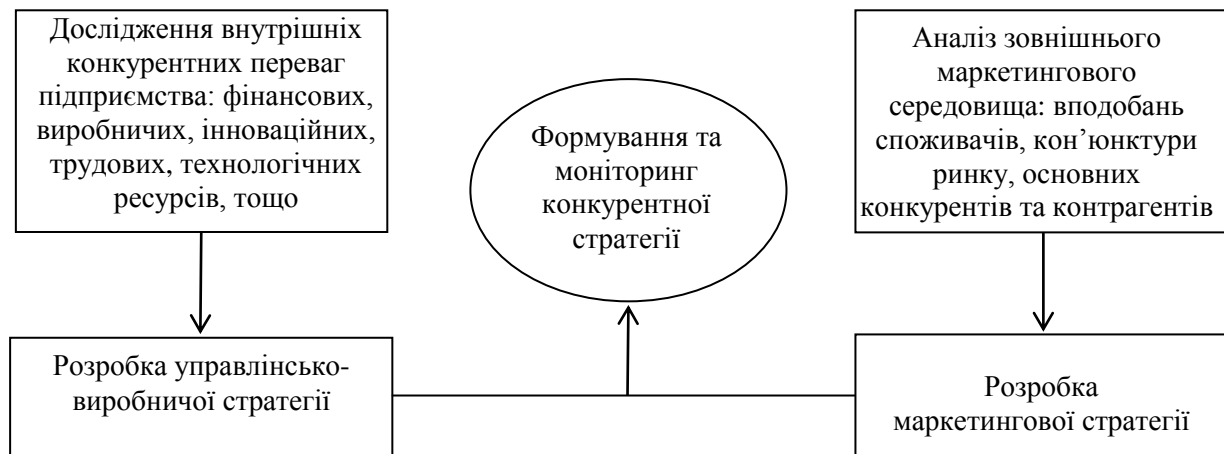 Дослідження внутрішніх
конкурентних переваг
підприємства: фінансових,
виробничих, інноваційних,
трудових, технологічних
ресурсів, тощо
Формування та
моніторинг
конкурентної
стратегії
Аналіз зовнішнього
маркетингового
середовища: вподобань
споживачів, кон’юнктури
ринку, основних
конкурентів та контрагентів
Розробка управлінсько-
виробничої стратегії
Розробка
маркетингової стратегії